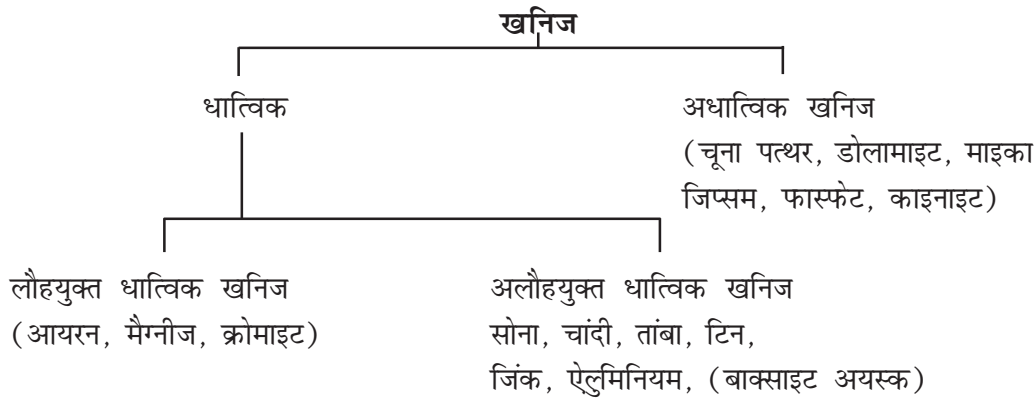 खनिज
धात्विक
अधात्विक खनिज
(चूना पत्थर, डोलामाइट, माइका
जिप्सम, फास्फेट, काइनाइट)
लौहयुक्त धात्विक खनिज
(आयरन, मैग्नीज, क्रोमाइट)
अलौहयुक्त धात्विक खनिज
सोना, चांदी, तांबा, टिन,
जिंक, ऐलुमिनियम, (बाक्साइट अयस्क)